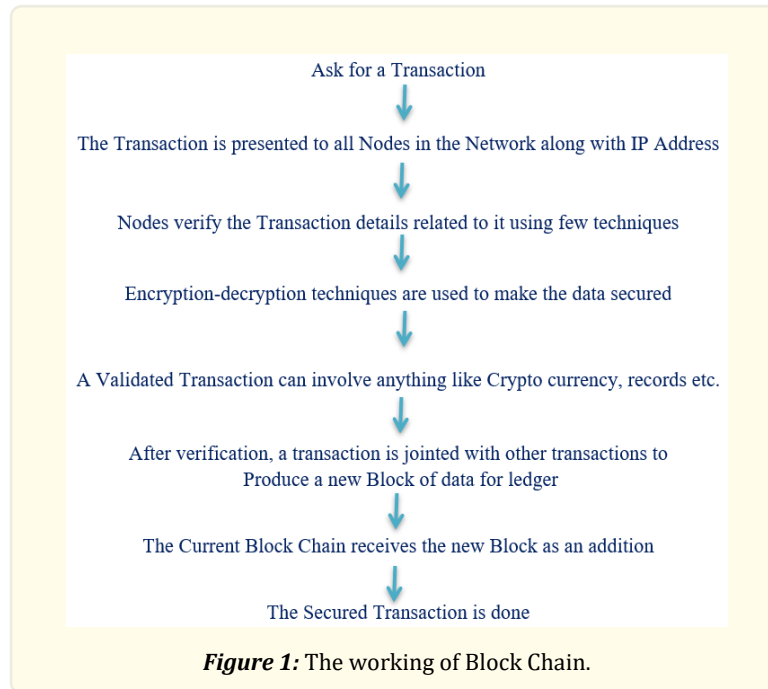 Ask for a Transaction
The Transaction is presented to all Nodes in the Network along with IP Address
Nodes verify the Transaction details related to it using few techniques
Encryption-decryption techniques are used to make the data secured
A Validated Transaction can involve anything like Crypto currency, records etc.
After verification, a transaction is jointed with other transactions to
Produce a new Block of data for ledger
The Current Block Chain receives the new Block as an addition
The Secured Transaction is done
Figure 1: The working of Block Chain.